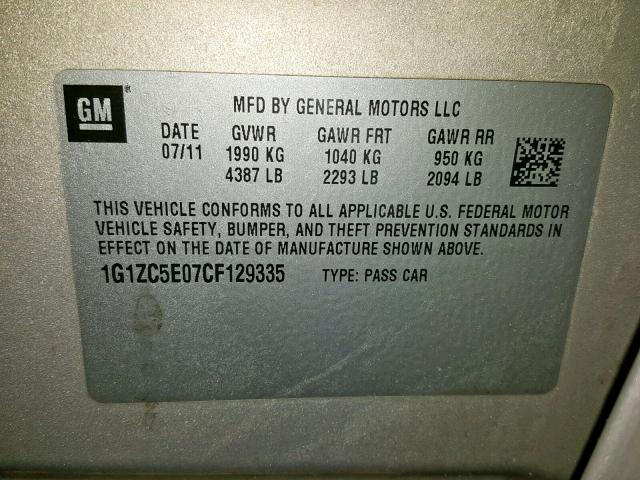 GM®
MFD BY GENERAL MOTORS LLC
DATE GVWR GAWR FRT GAWR RR
07/11 1990 KG 1040 KG 950 KG
4387 LB 2293 LB 2094 LB
THIS VEHICLE CONFORMS TO ALL APPLICABLE U.S. FEDERAL MOTOR
VEHICLE SAFETY, BUMPER, AND THEFT PREVENTION STANDARDS IN
EFFECT ON THE DATE OF MANUFACTURE SHOWN ABOVE.
1G1ZC5E07CF129335 TYPE: PASS CAR